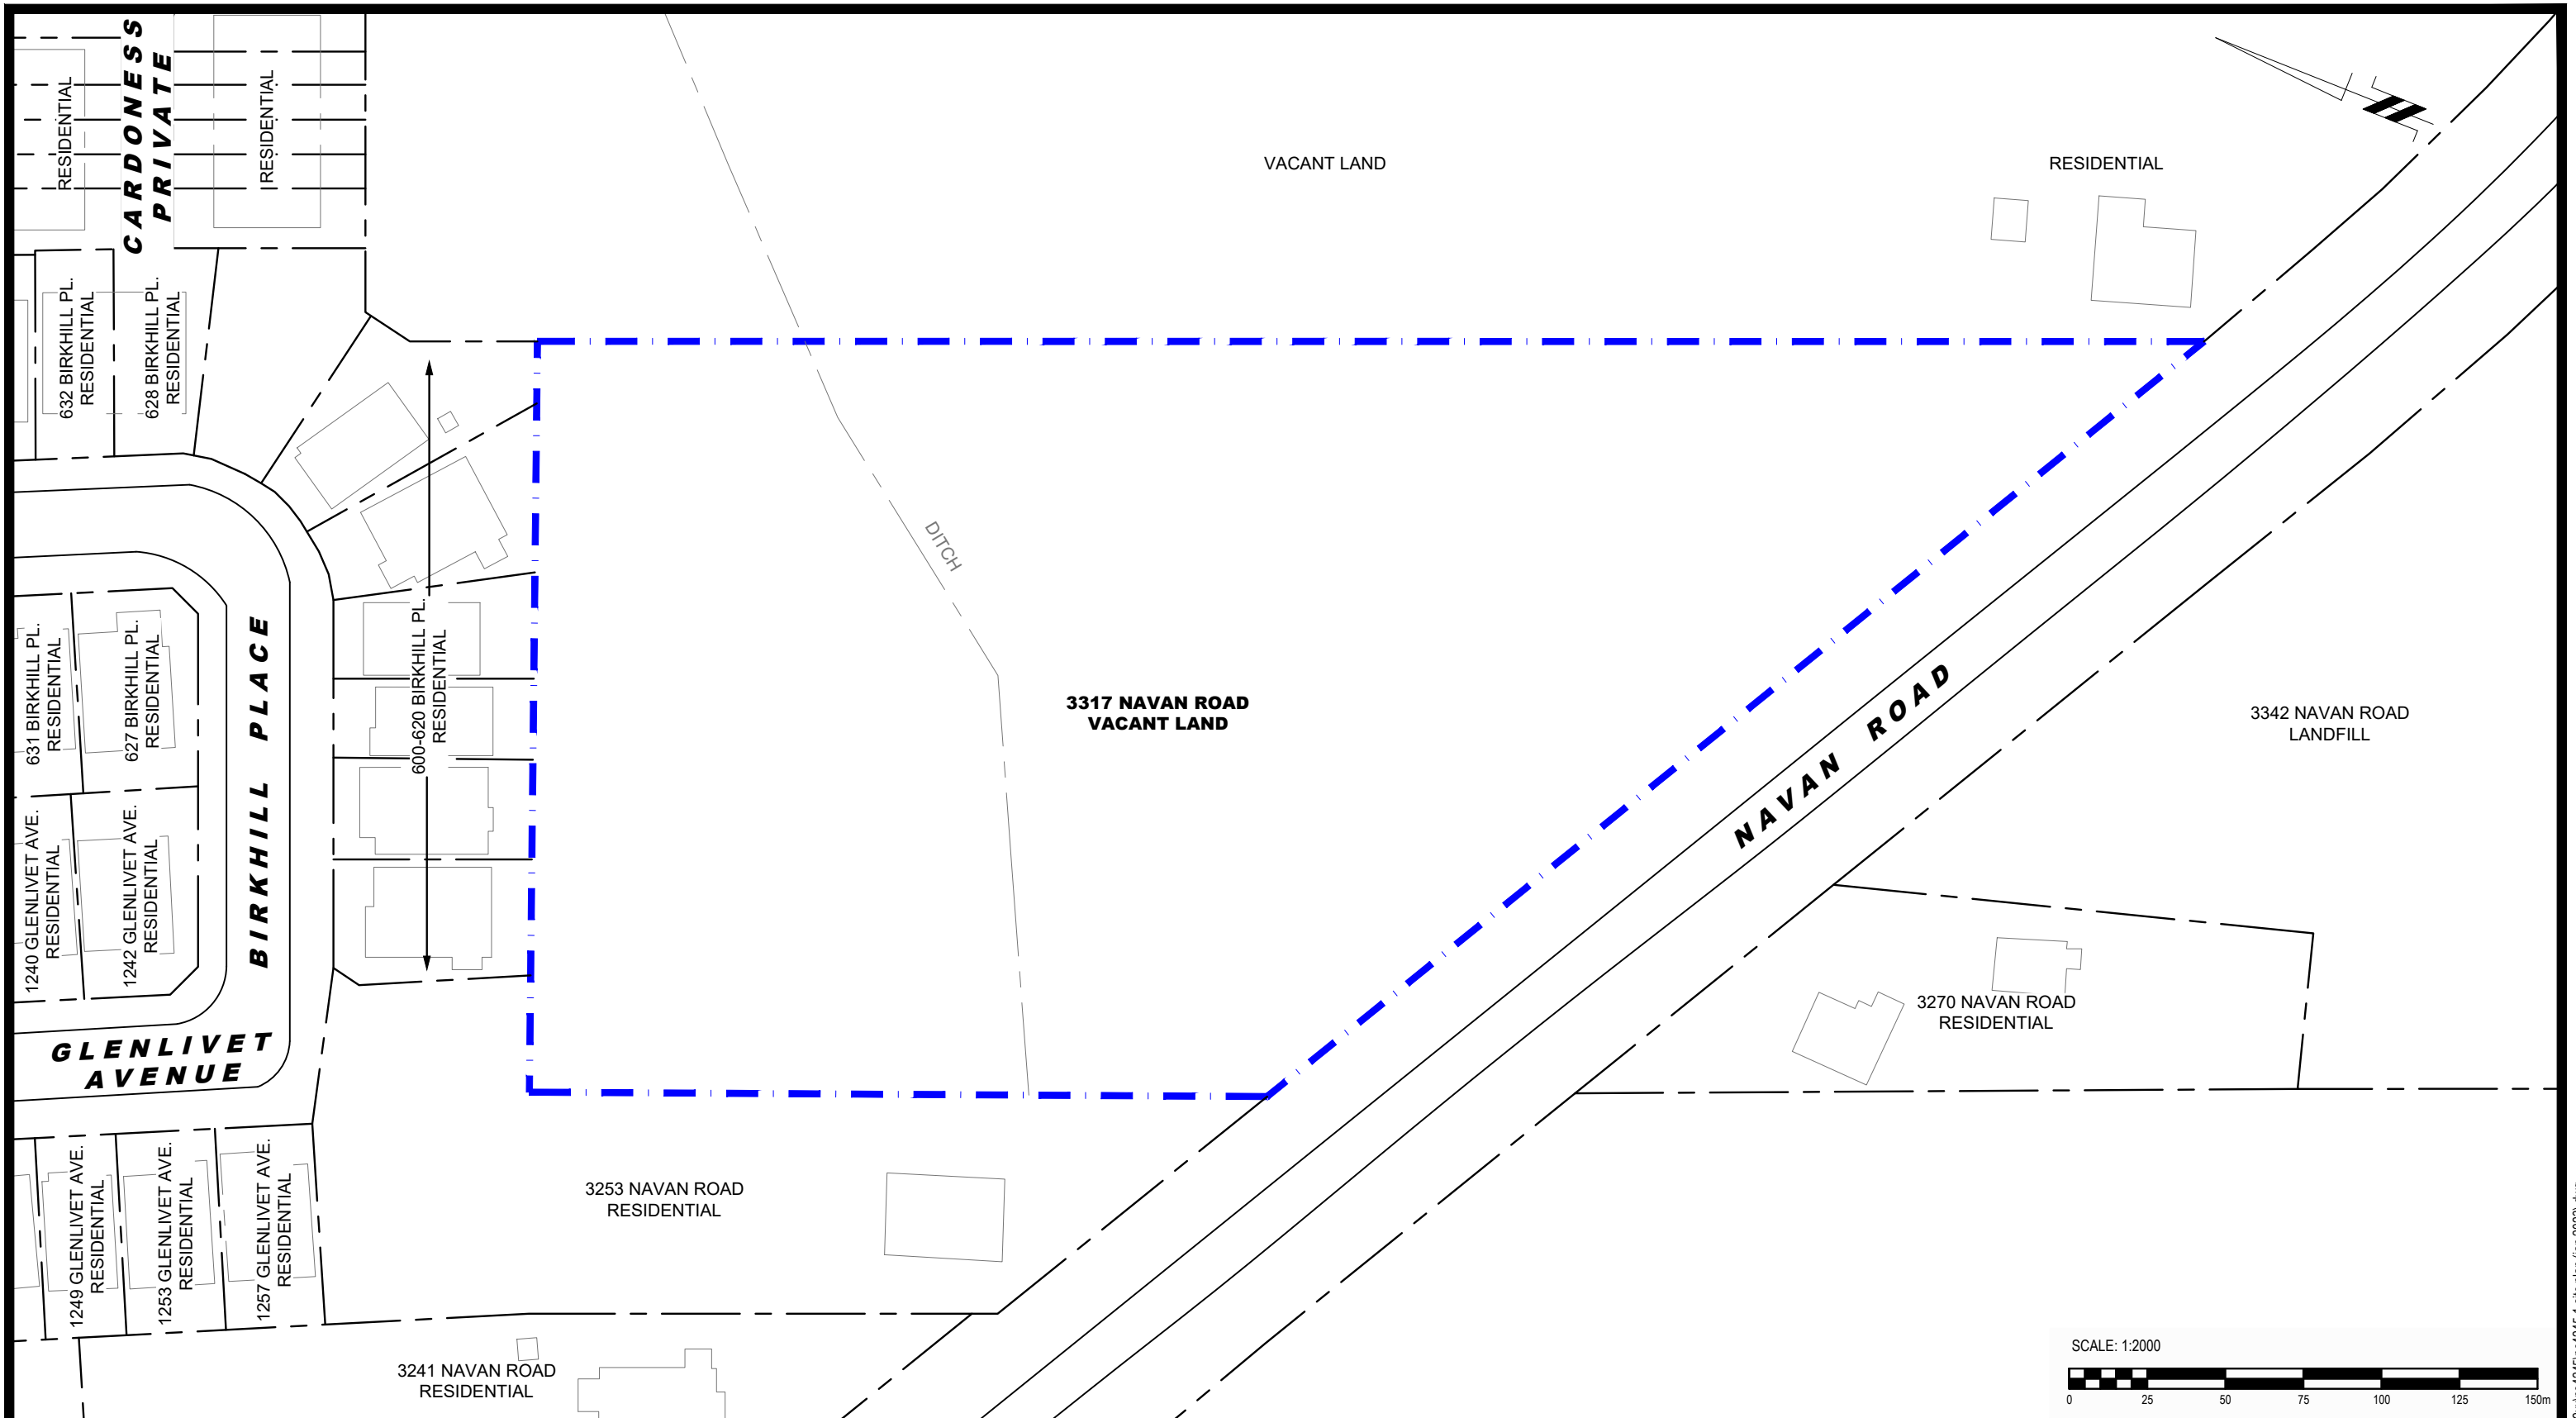 CARDONESS
PRIVATE
RESIDENTIAL
RESIDENTIAL
VACANT LAND
RESIDENTIAL
632 BIRKHILL PL.
RESIDENTIAL
628 BIRKHILL PL.
RESIDENTIAL
DITCH
600-620 BIRKHILL PL.
RESIDENTIAL
631 BIRKHILL PL.
RESIDENTIAL
627 BIRKHILL PL.
RESIDENTIAL
BIRKHILL PLACE
3317 NAVAN ROAD
VACANT LAND
NAVAN ROAD
3342 NAVAN ROAD
LANDFILL
1240 GLENLIVET AVE.
RESIDENTIAL
1242 GLENLIVET AVE.
RESIDENTIAL
3270 NAVAN ROAD
RESIDENTIAL
GLENLIVET
AVENUE
1249 GLENLIVET AVE.
RESIDENTIAL
1253 GLENLIVET AVE.
RESIDENTIAL
1257 GLENLIVET AVE.
RESIDENTIAL
3253 NAVAN ROAD
RESIDENTIAL
3241 NAVAN ROAD
RESIDENTIAL
SCALE: 1:2000
0 25 50 75 100 125 150m